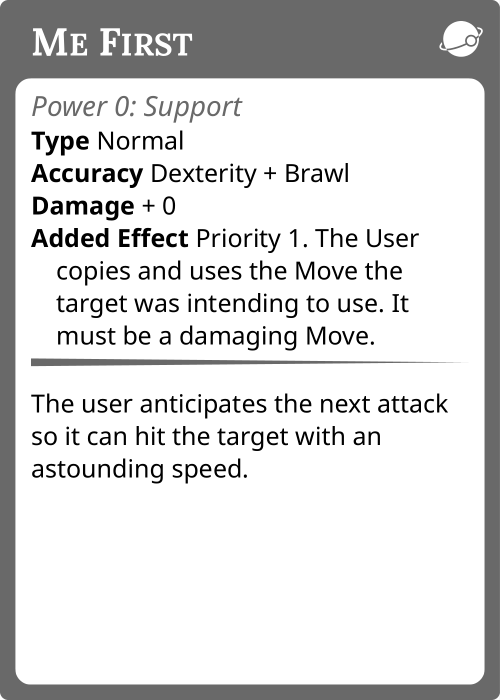 Me First
Power 0: Support
Type Normal
Accuracy Dexterity + Brawl
Damage + 0
Added Effect Priority 1. The User
copies and uses the Move the
target was intending to use. It
must be a damaging Move.
The user anticipates the next attack
so it can hit the target with an
astounding speed.